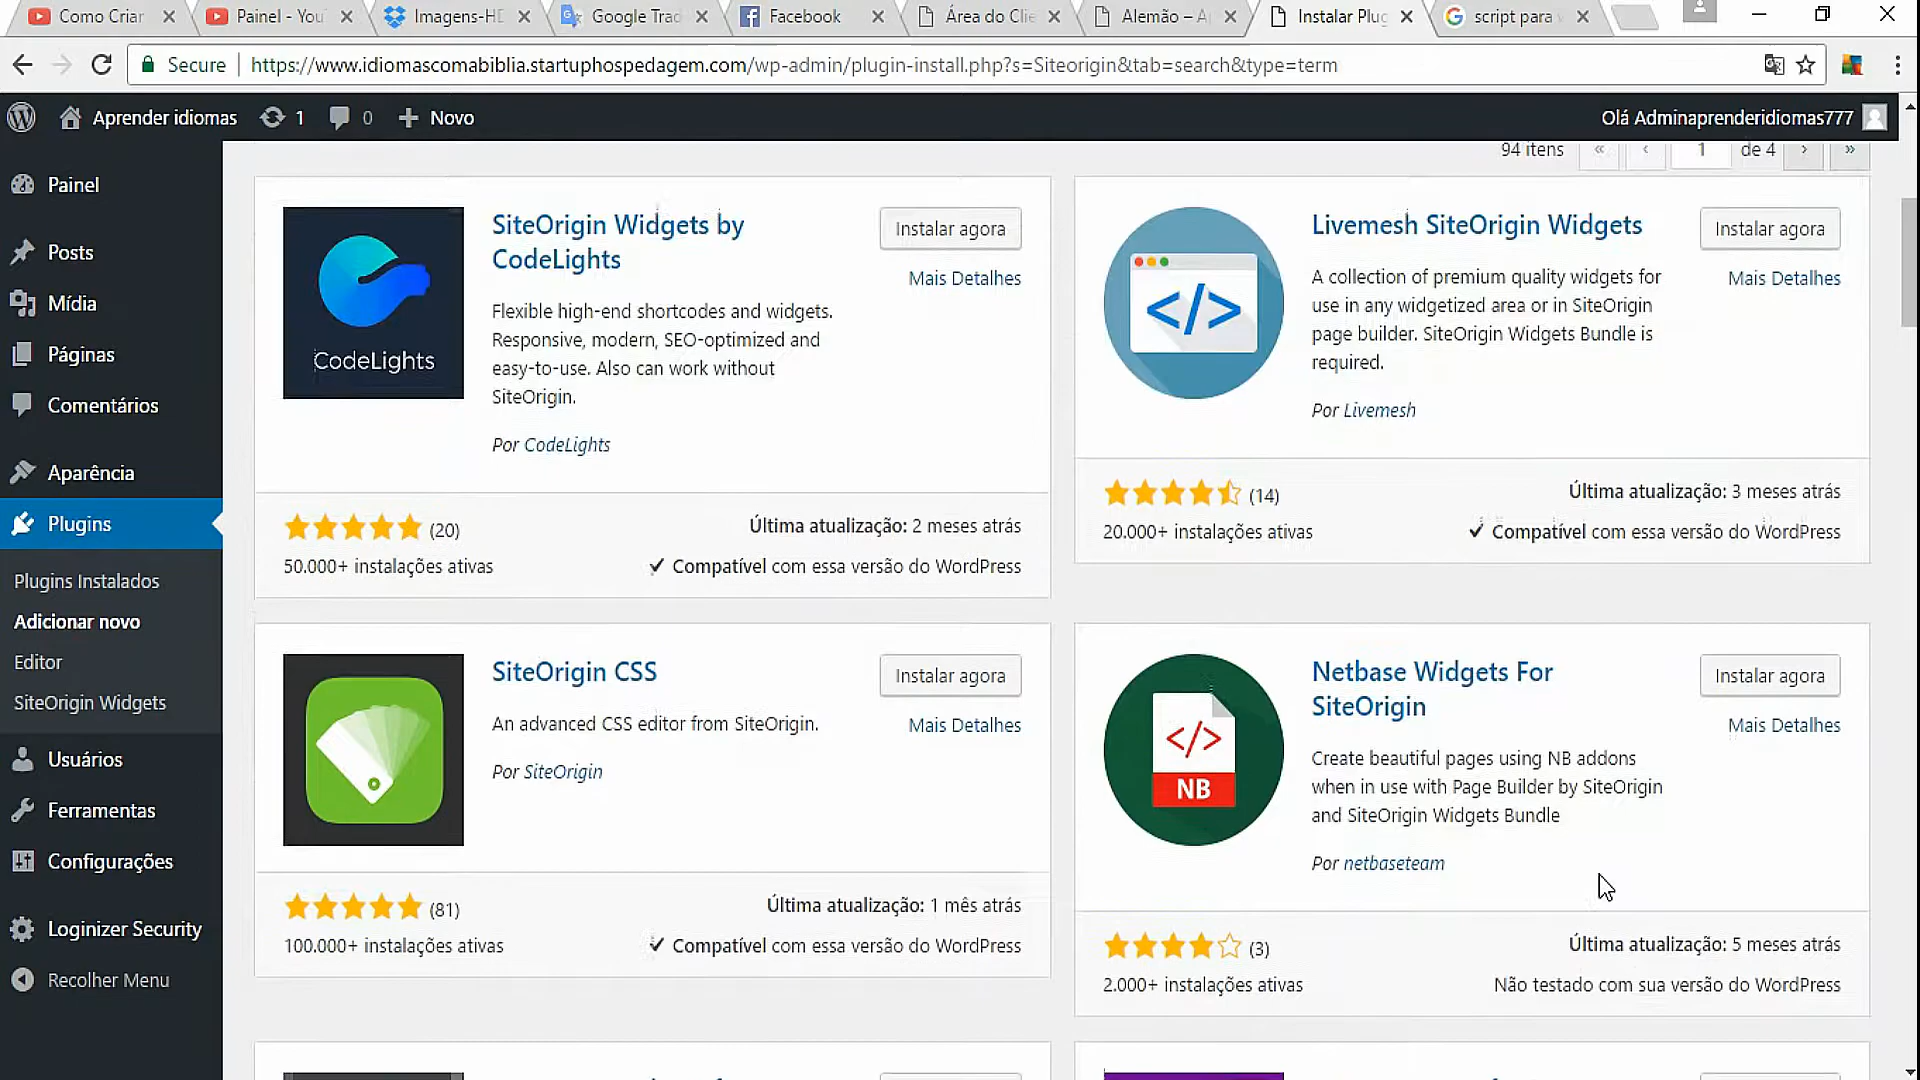 Como Criar
Painel - You
Imagens-HD
Google Trad
Facebook
Área do Clie
Alemão – A
Instalar Plug
script para
Secure
https://www.idiomascomabiblia.startuphospedagem.com/wp-admin/plugin-install.php?s=Siteorigin&tab=search&type=term
Aprender idiomas
1
0
Novo
Olá Adminaprenderidiomas777
Painel
Posts
Mídia
Páginas
Comentários
Aparência
Plugins
Plugins Instalados
Adicionar novo
Editor
SiteOrigin Widgets
Usuários
Ferramentas
Configurações
Loginizer Security
Recolher Menu
94 itens « ‹ 1 de 4 › »
CodeLights
SiteOrigin Widgets by
CodeLights
Instalar agora
Mais Detalhes
Flexible high-end shortcodes and widgets.
Responsive, modern, SEO-optimized and
easy-to-use. Also can work without
SiteOrigin.
Por CodeLights
(20)
Última atualização: 2 meses atrás
50.000+ instalações ativas
✓ Compatível com essa versão do WordPress
</>
Livemesh SiteOrigin Widgets
Instalar agora
Mais Detalhes
A collection of premium quality widgets for
use in any widgetized area or in SiteOrigin
page builder. SiteOrigin Widgets Bundle is
required.
Por Livemesh
(14)
Última atualização: 3 meses atrás
20.000+ instalações ativas
✓ Compatível com essa versão do WordPress
SiteOrigin CSS
Instalar agora
Mais Detalhes
An advanced CSS editor from SiteOrigin.
Por SiteOrigin
(81)
Última atualização: 1 mês atrás
100.000+ instalações ativas
✓ Compatível com essa versão do WordPress
</>
NB
Netbase Widgets For
SiteOrigin
Instalar agora
Mais Detalhes
Create beautiful pages using NB addons
when in use with Page Builder by SiteOrigin
and SiteOrigin Widgets Bundle
Por netbaseteam
(3)
Última atualização: 5 meses atrás
2.000+ instalações ativas
Não testado com sua versão do WordPress